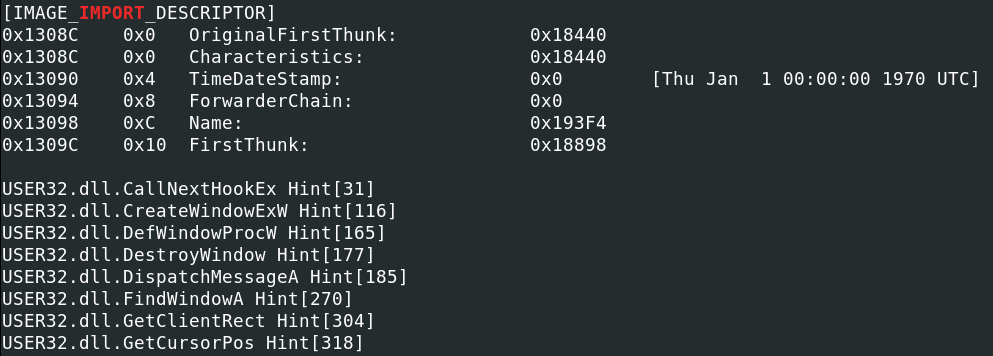 [IMAGE_IMPORT_DESCRIPTOR]
0x1308C    0x0   OriginalFirstThunk:            0x18440
0x1308C    0x0   Characteristics:               0x18440
0x13090    0x4   TimeDateStamp:                 0x0        [Thu Jan  1 00:00:00 1970 UTC]
0x13094    0x8   ForwarderChain:                0x0
0x13098    0xC   Name:                          0x193F4
0x1309C    0x10  FirstThunk:                    0x18898
USER32.dll.CallNextHookEx Hint[31]
USER32.dll.CreateWindowExW Hint[116]
USER32.dll.DefWindowProcW Hint[165]
USER32.dll.DestroyWindow Hint[177]
USER32.dll.DispatchMessageA Hint[185]
USER32.dll.FindWindowA Hint[270]
USER32.dll.GetClientRect Hint[304]
USER32.dll.GetCursorPos Hint[318]